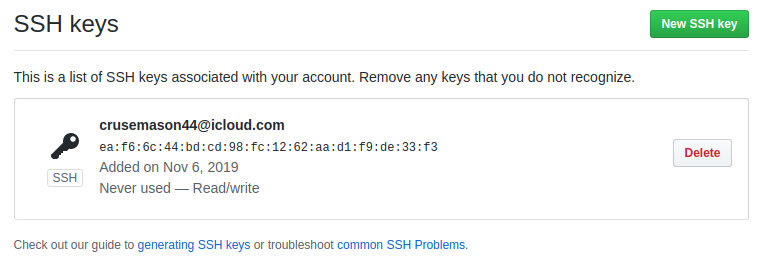 SSH keys
New SSH key
This is a list of SSH keys associated with your account. Remove any keys that you do not recognize.
crusemason44@icloud.com
ea:f6:6c:44:bd:cd:98:fc:12:62:aa:d1:f9:de:33:f3
Added on Nov 6, 2019
Never used — Read/write
SSH
Delete
Check out our guide to generating SSH keys or troubleshoot common SSH Problems.